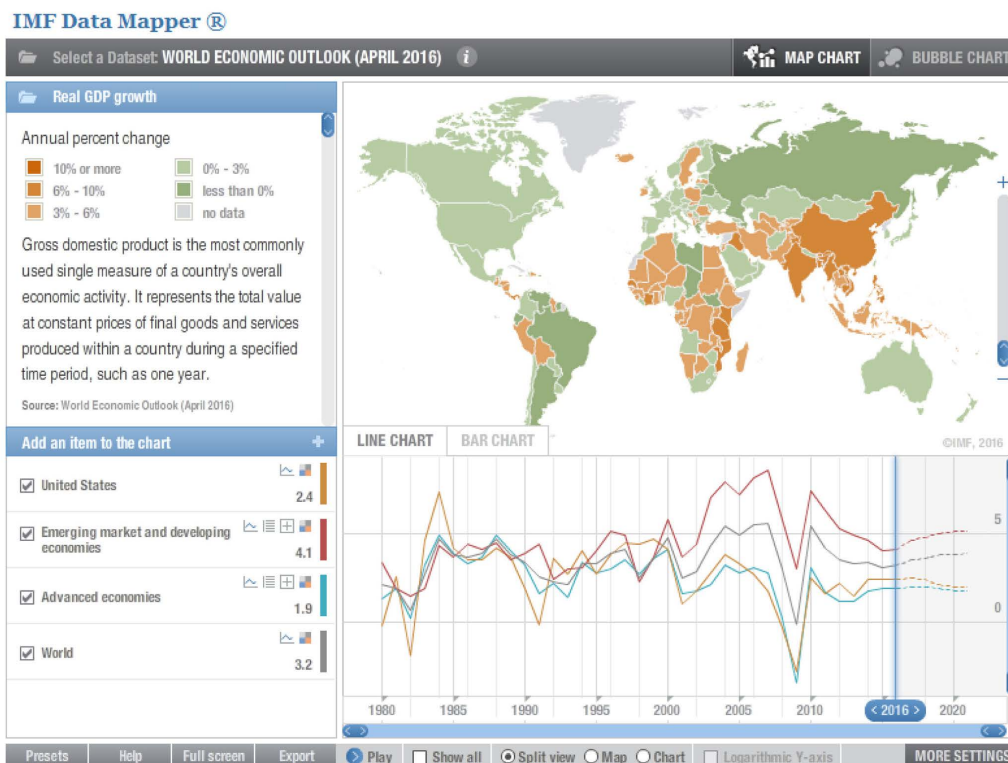 IMF Data Mapper ®
Select a Dataset: WORLD ECONOMIC OUTLOOK (APRIL 2016) i
MAP CHART
BUBBLE CHART
Real GDP growth
Annual percent change
10% or more
0% - 3%
6% - 10%
less than 0%
3% - 6%
no data
Gross domestic product is the most commonly
used single measure of a country's overall
economic activity. It represents the total value
at constant prices of final goods and services
produced within a country during a specified
time period, such as one year.
Source: World Economic Outlook (April 2016)
+
−
Add an item to the chart +
LINE CHART
BAR CHART
©IMF, 2016
United States
2.4
Emerging market and developing
economies
4.1
Advanced economies
1.9
World
3.2
5
0
1980 1985 1990 1995 2000 2005 2010 < 2016 > 2020
Presets Help Full screen Export
Play Show all Split view Map Chart Logarithmic Y-axis MORE SETTINGS